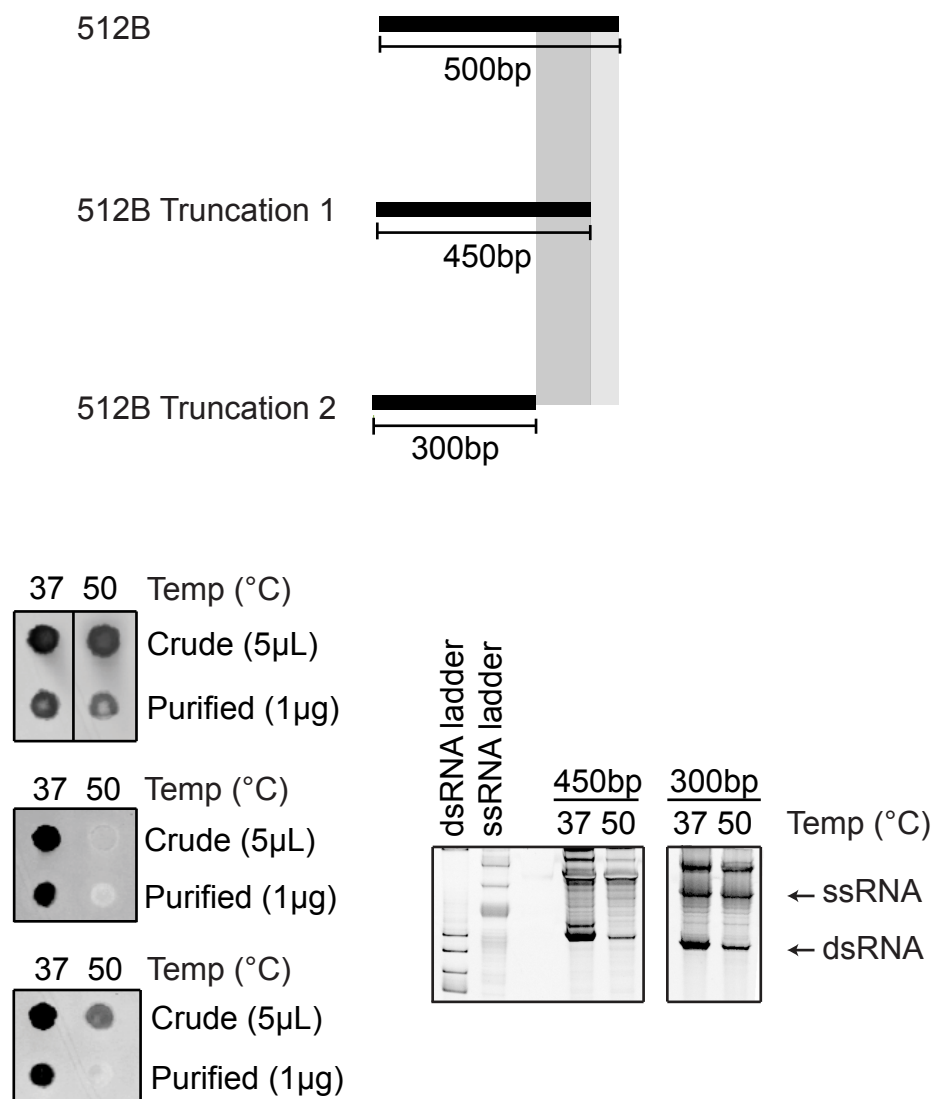 512B
500bp
512B Truncation 1
450bp
512B Truncation 2
300bp
37 50 Temp (°C)
Crude (5µL)
Purified (1µg)
37 50 Temp (°C)
Crude (5µL)
Purified (1µg)
37 50 Temp (°C)
Crude (5µL)
Purified (1µg)
dsRNA ladder
ssRNA ladder
450bp 300bp
37 50 37 50 Temp (°C)
← ssRNA
← dsRNA